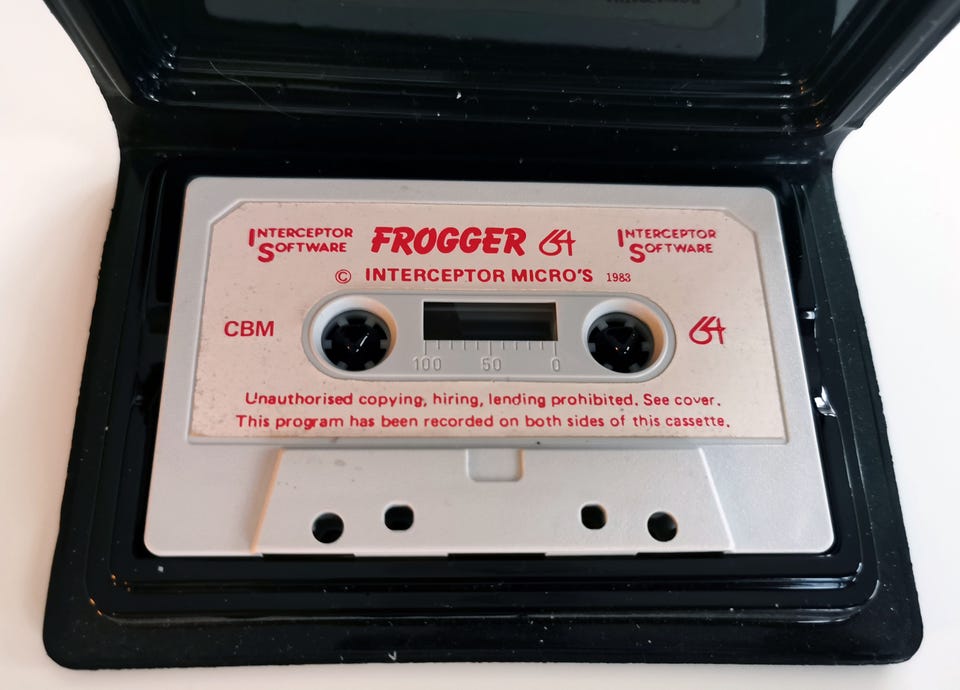 INTERCEPTOR SOFTWARE FROGGER 64 INTERCEPTOR SOFTWARE
© INTERCEPTOR MICRO'S 1983
CBM 64
100 50 0
Unauthorised copying, hiring, lending prohibited. See cover.
This program has been recorded on both sides of this cassette.